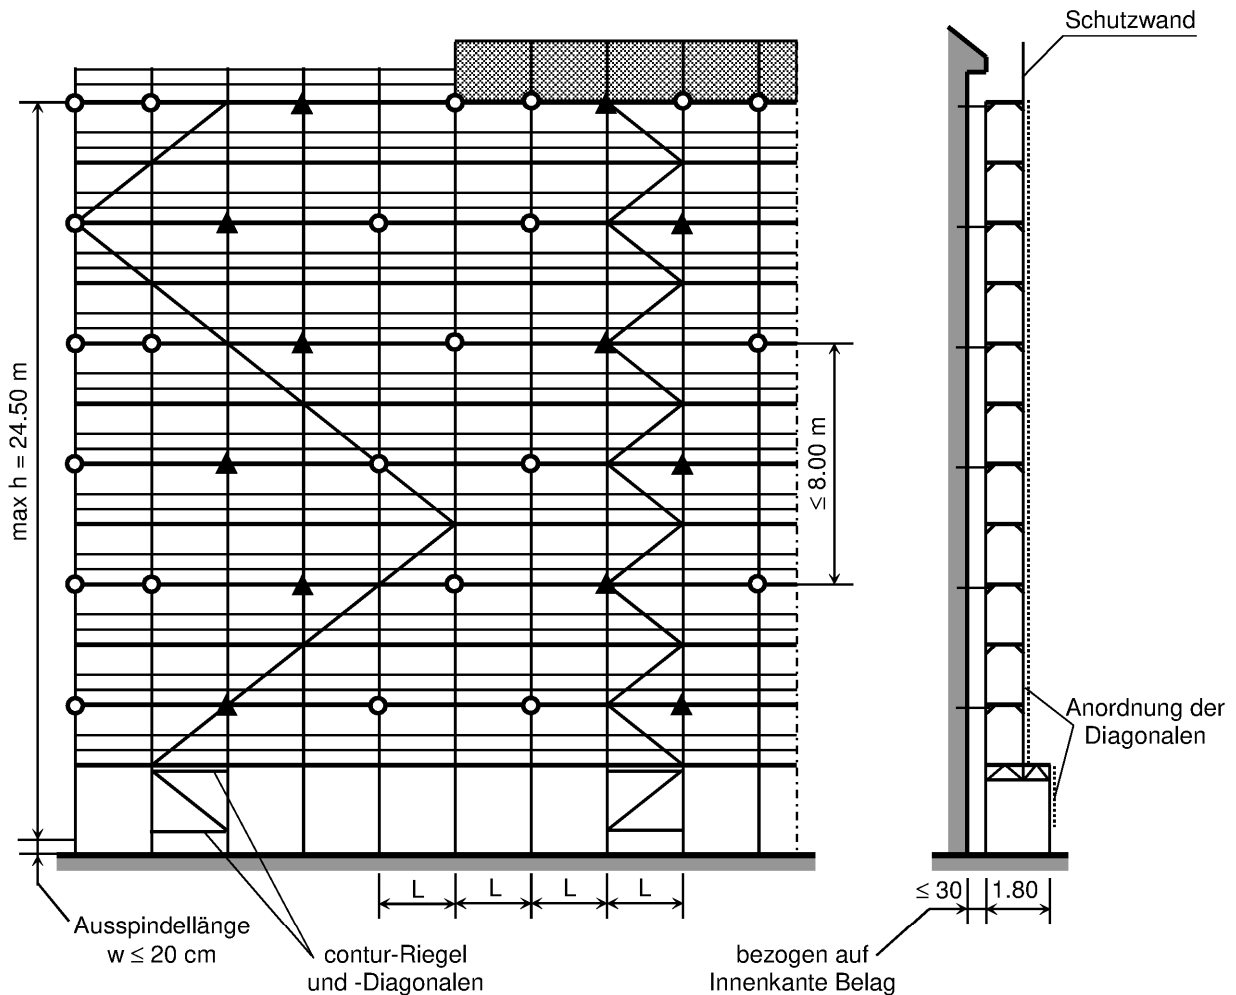 Schutzwand
max h = 24.50 m
≤ 8.00 m
Anordnung der
Diagonalen
L L L L
≤ 30 1.80
Ausspindellänge
w ≤ 20 cm
contur-Riegel
und -Diagonalen
bezogen auf
Innenkante Belag